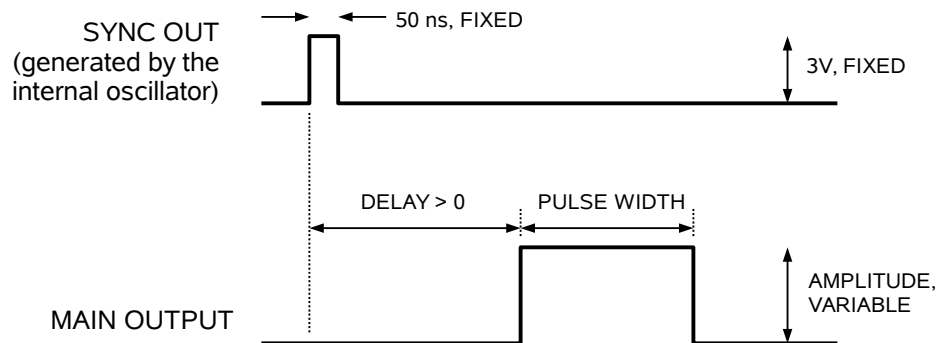 SYNC OUT
(generated by the
internal oscillator)
50 ns, FIXED
3V, FIXED
DELAY > 0
PULSE WIDTH
AMPLITUDE,
VARIABLE
MAIN OUTPUT